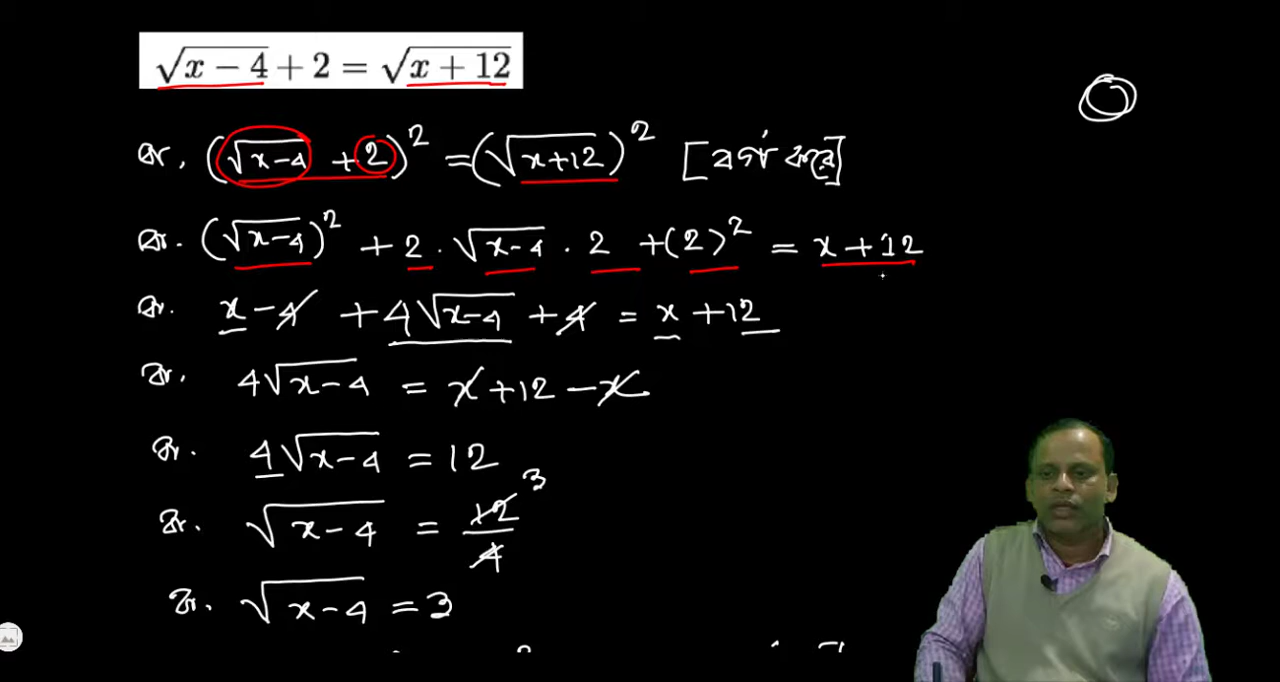 √(x − 4) + 2 = √(x + 12)
বা, (√(x−4) + 2)² = (√(x+12))² [বর্গ করে]
বা. (√(x−4))² + 2 · √(x−4) · 2 + (2)² = x + 12
বা. x − 4 + 4√(x−4) + 4 = x + 12
বা. 4√(x−4) = x + 12 − x
বা. 4√(x−4) = 12
বা. √(x−4) = 12/4 3
বা. √(x−4) = 3